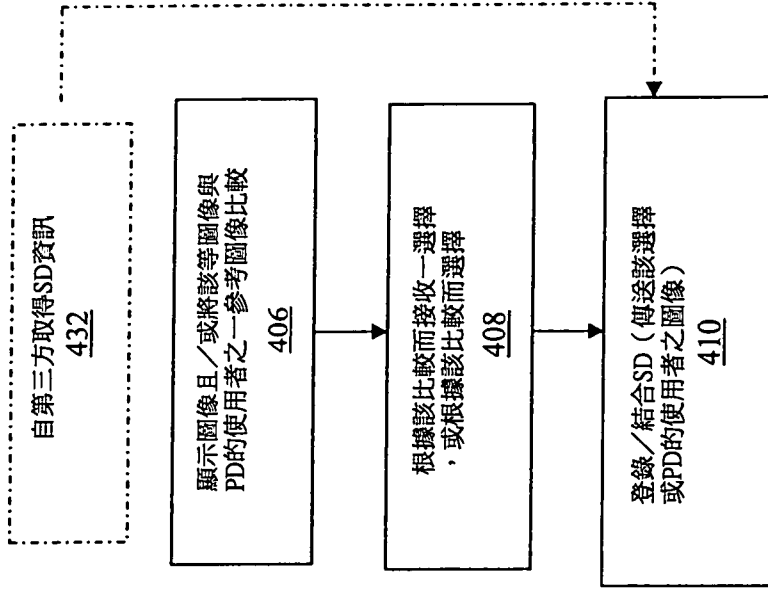 自第三方取得SD資訊
432
顯示圖像且／或將該等圖像與
PD的使用者之一參考圖像比較
406
根據該比較而接收一選擇
，或根據該比較而選擇
408
登錄／結合SD（傳送該選擇
或PD的使用者之圖像）
410